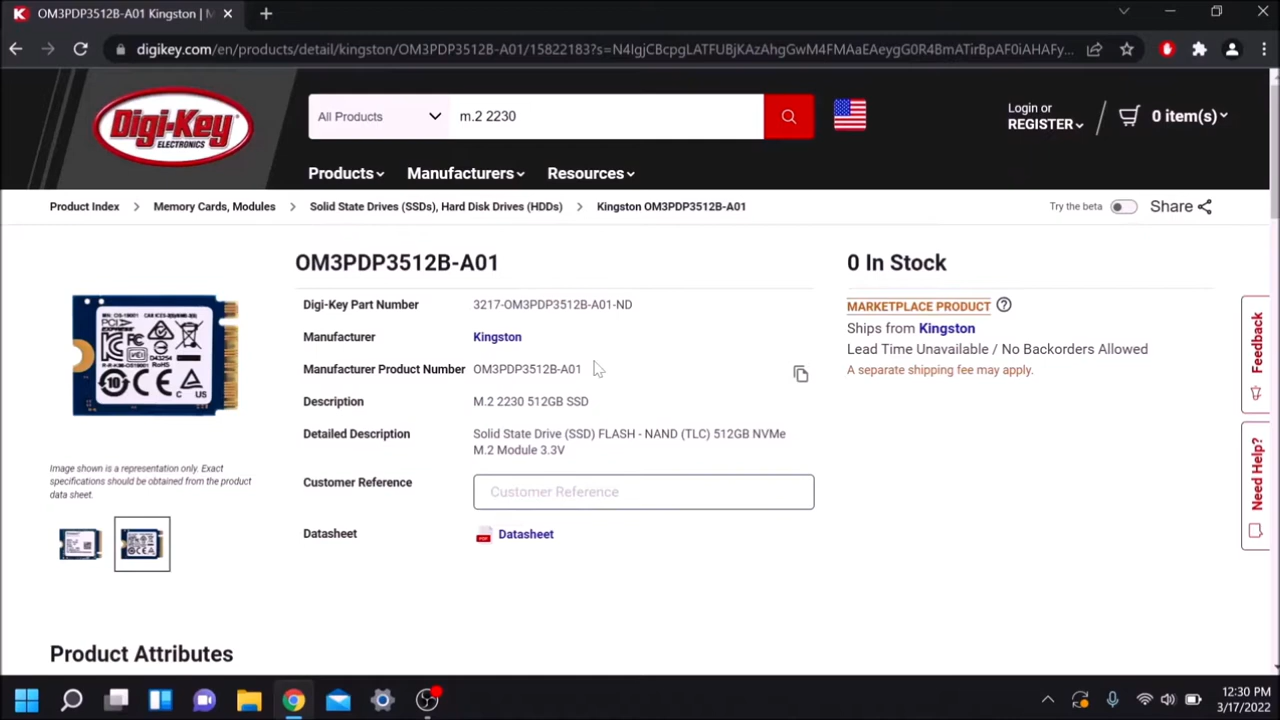 OM3PDP3512B-A01 Kingston | M
digikey.com/en/products/detail/kingston/OM3PDP3512B-A01/15822183?s=N4IgjCBcpgLATFUBjKAzAhgGwM4FMAaEAeygG0R4BmATirBpAF0iAHAFy...
Digi-Key
ELECTRONICS
All Products
m.2 2230
Login or
REGISTER
0 item(s)
Products
Manufacturers
Resources
Product Index
Memory Cards, Modules
Solid State Drives (SSDs), Hard Disk Drives (HDDs)
Kingston OM3PDP3512B-A01
Try the beta
Share
OM3PDP3512B-A01
Digi-Key Part Number 3217-OM3PDP3512B-A01-ND
Manufacturer Kingston
Manufacturer Product Number OM3PDP3512B-A01
Description M.2 2230 512GB SSD
Detailed Description Solid State Drive (SSD) FLASH - NAND (TLC) 512GB NVMe
M.2 Module 3.3V
Customer Reference Customer Reference
Datasheet Datasheet
0 In Stock
MARKETPLACE PRODUCT
Ships from Kingston
Lead Time Unavailable / No Backorders Allowed
A separate shipping fee may apply.
Feedback
Need Help?
Image shown is a representation only. Exact
specifications should be obtained from the product
data sheet.
Product Attributes
12:30 PM
3/17/2022